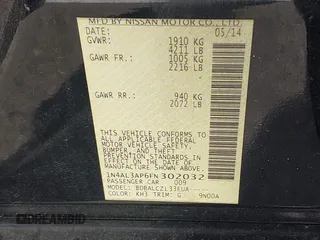 MFD BY NISSAN MOTOR CO., LTD.
DATE: 05/14
GVWR: 1910 KG
4211 LB
GAWR FR: 1005 KG
2216 LB
GAWR RR: 940 KG
2072 LB
THIS VEHICLE CONFORMS TO ALL
APPLICABLE FEDERAL MOTOR VEHICLE SAFETY,
BUMPER, AND THEFT
PREVENTION STANDARDS IN EFFECT ON THE
DATE OF MANUFACTURE SHOWN ABOVE.
1N4AL3AP6FN302032
PASSENGER CAR 009
MODEL:
COLOR: KH3 TRIM: G 9N00A
DREAMBID